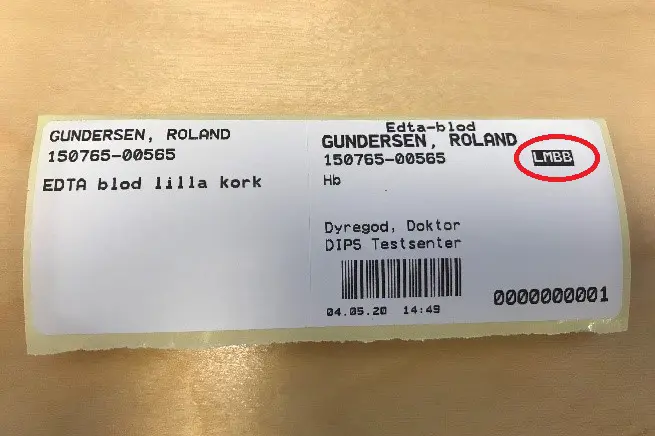 GUNDERSEN, ROLAND
150765-00565
EDTA blod lilla kork
Edta-blod
GUNDERSEN, ROLAND
150765-00565
LMBB
Hb
Dyregod, Doktor
DIPS Testsenter
04.05.20 14:49
0000000001